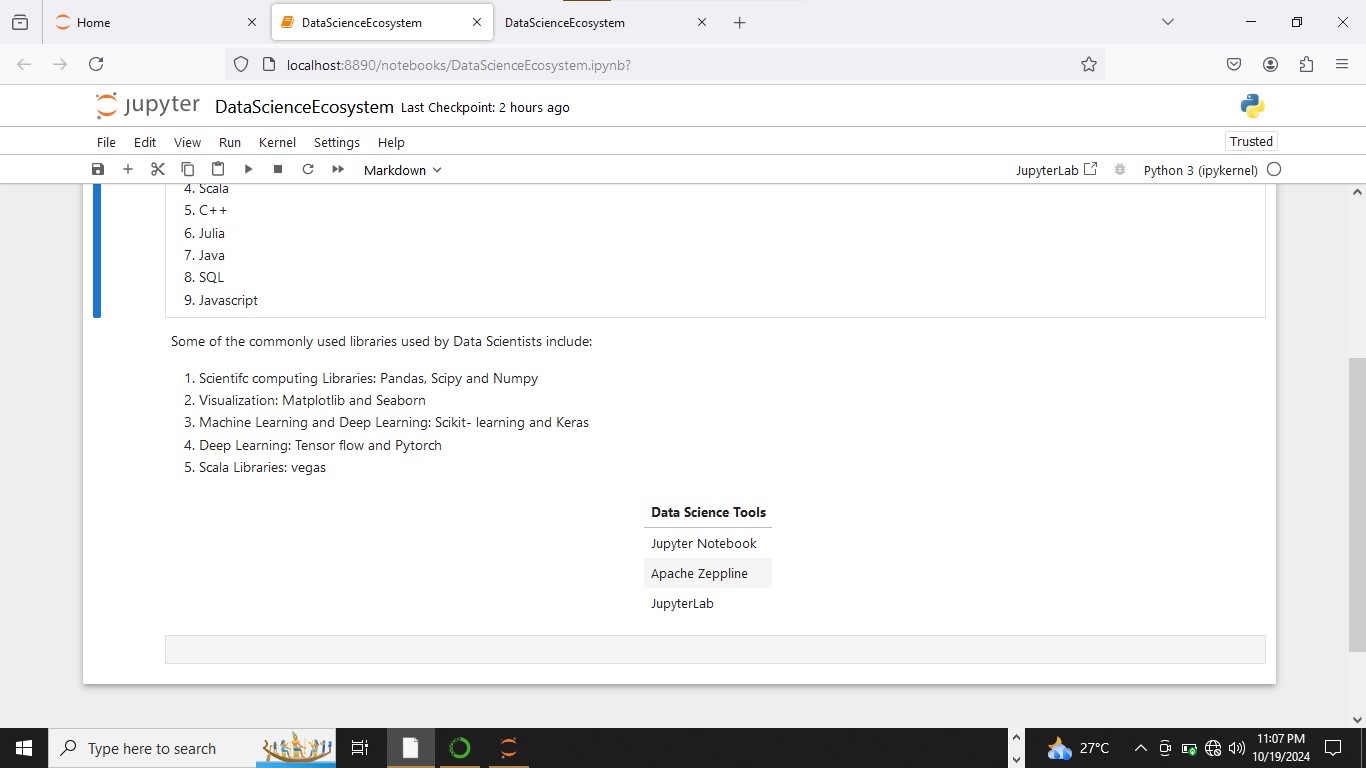 Home
DataScienceEcosystem
DataScienceEcosystem
localhost:8890/notebooks/DataScienceEcosystem.ipynb?
jupyter DataScienceEcosystem Last Checkpoint: 2 hours ago
File Edit View Run Kernel Settings Help Trusted
Markdown JupyterLab Python 3 (ipykernel)
4. Scala
5. C++
6. Julia
7. Java
8. SQL
9. Javascript
Some of the commonly used libraries used by Data Scientists include:
1. Scientifc computing Libraries: Pandas, Scipy and Numpy
2. Visualization: Matplotlib and Seaborn
3. Machine Learning and Deep Learning: Scikit- learning and Keras
4. Deep Learning: Tensor flow and Pytorch
5. Scala Libraries: vegas
Data Science Tools
Jupyter Notebook
Apache Zeppline
JupyterLab
Type here to search
27°C
11:07 PM
10/19/2024